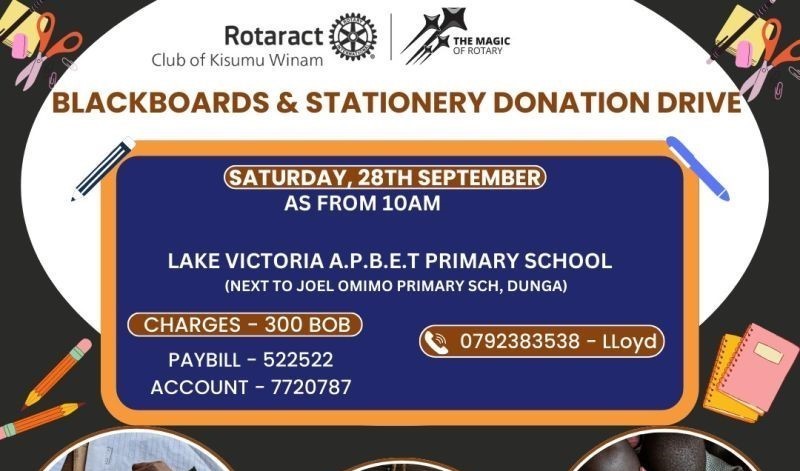 Rotaract
Club of Kisumu Winam
THE MAGIC
OF ROTARY
BLACKBOARDS & STATIONERY DONATION DRIVE
SATURDAY, 28TH SEPTEMBER
AS FROM 10AM
LAKE VICTORIA A.P.B.E.T PRIMARY SCHOOL
(NEXT TO JOEL OMIMO PRIMARY SCH, DUNGA)
CHARGES - 300 BOB
0792383538 - LLoyd
PAYBILL - 522522
ACCOUNT - 7720787